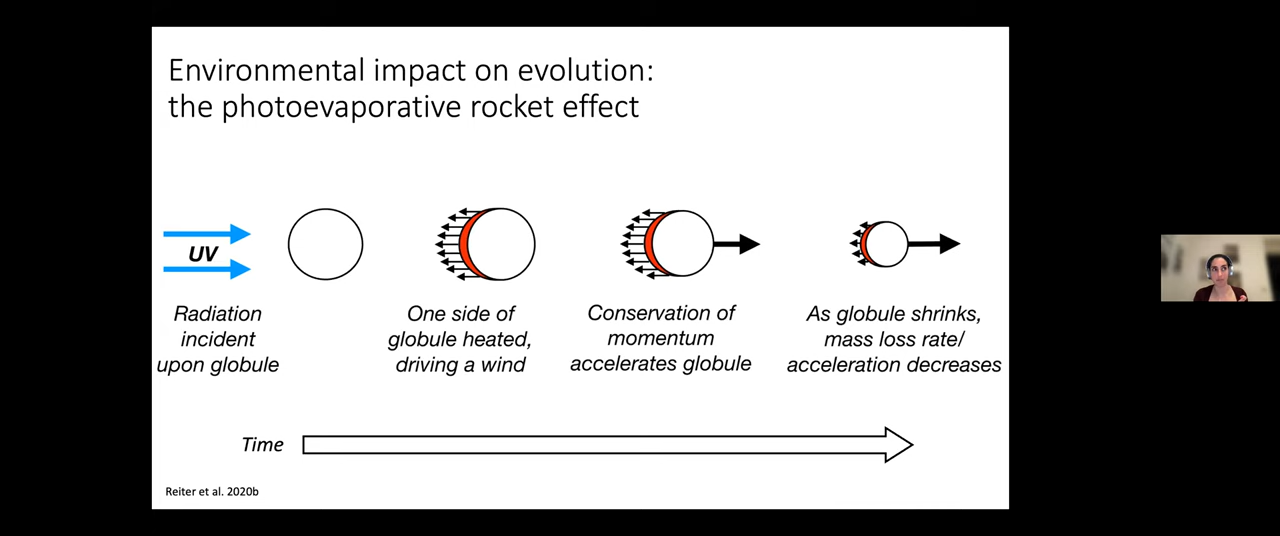 Environmental impact on evolution:
the photoevaporative rocket effect
UV
Radiation
incident
upon globule
One side of
globule heated,
driving a wind
Conservation of
momentum
accelerates globule
As globule shrinks,
mass loss rate/
acceleration decreases
Time
Reiter et al. 2020b